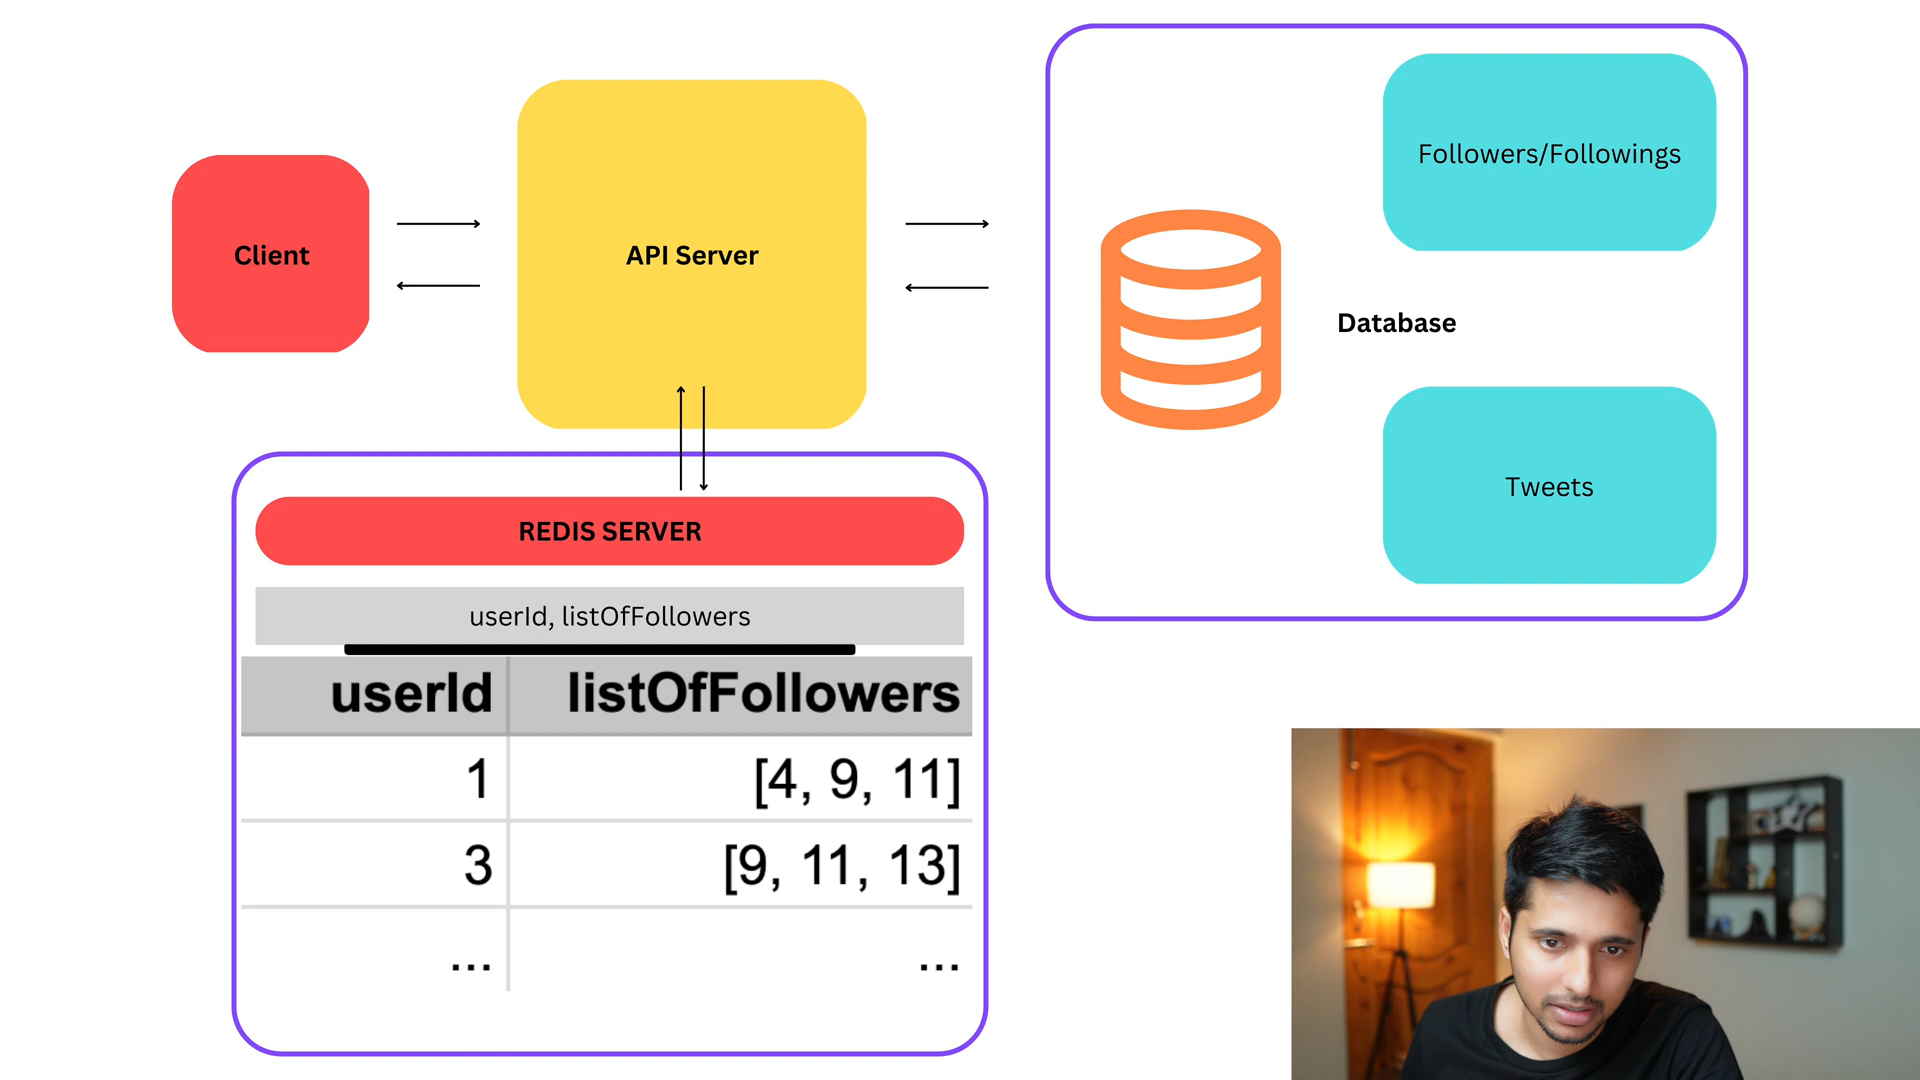 Client
API Server
Followers/Followings
Database
Tweets
REDIS SERVER
userId, listOfFollowers
userId listOfFollowers
1 [4, 9, 11]
3 [9, 11, 13]
... ...